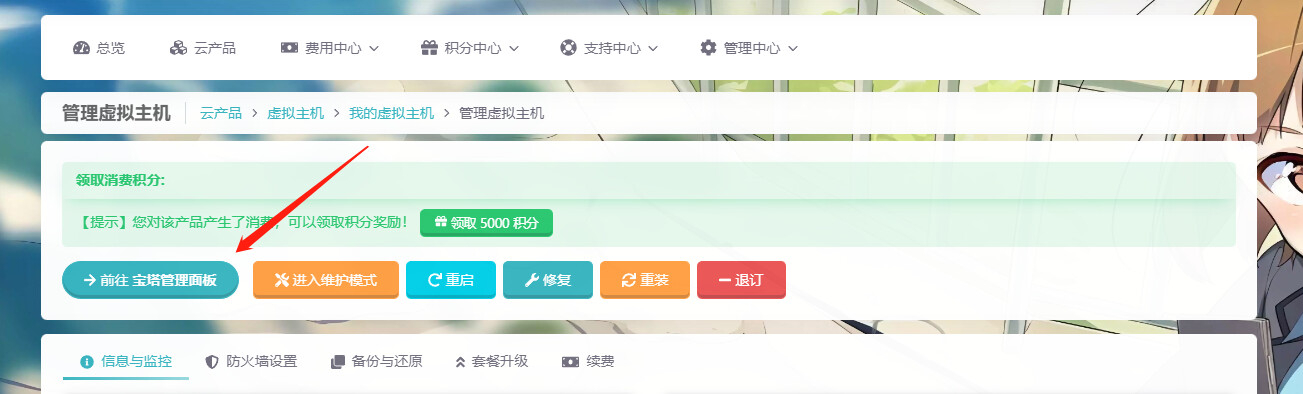 总览 云产品 费用中心 积分中心 支持中心 管理中心
管理虚拟主机 云产品 > 虚拟主机 > 我的虚拟主机 > 管理虚拟主机
领取消费积分:
【提示】您对该产品产生了消费，可以领取积分奖励！ 领取 5000 积分
前往 宝塔管理面板 进入维护模式 重启 修复 重装 退订
信息与监控 防火墙设置 备份与还原 套餐升级 续费